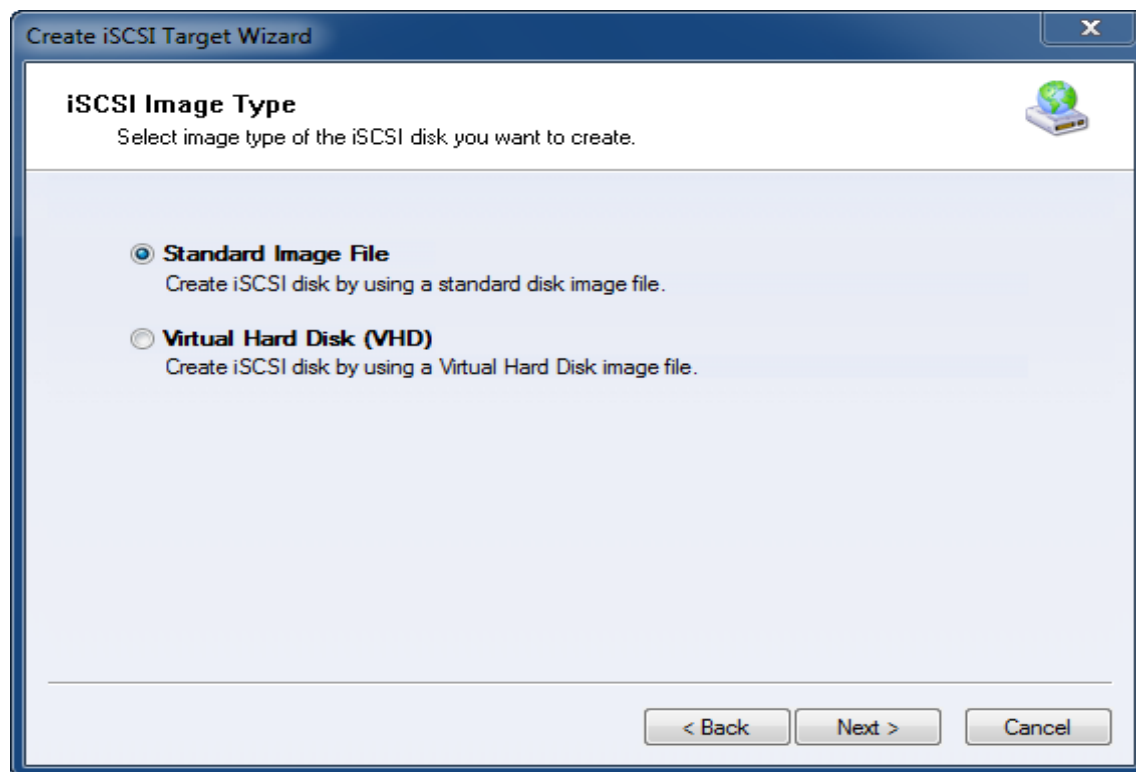 Create iSCSI Target Wizard
iSCSI Image Type
Select image type of the iSCSI disk you want to create.
Standard Image File
Create iSCSI disk by using a standard disk image file.
Virtual Hard Disk (VHD)
Create iSCSI disk by using a Virtual Hard Disk image file.
< Back Next > Cancel